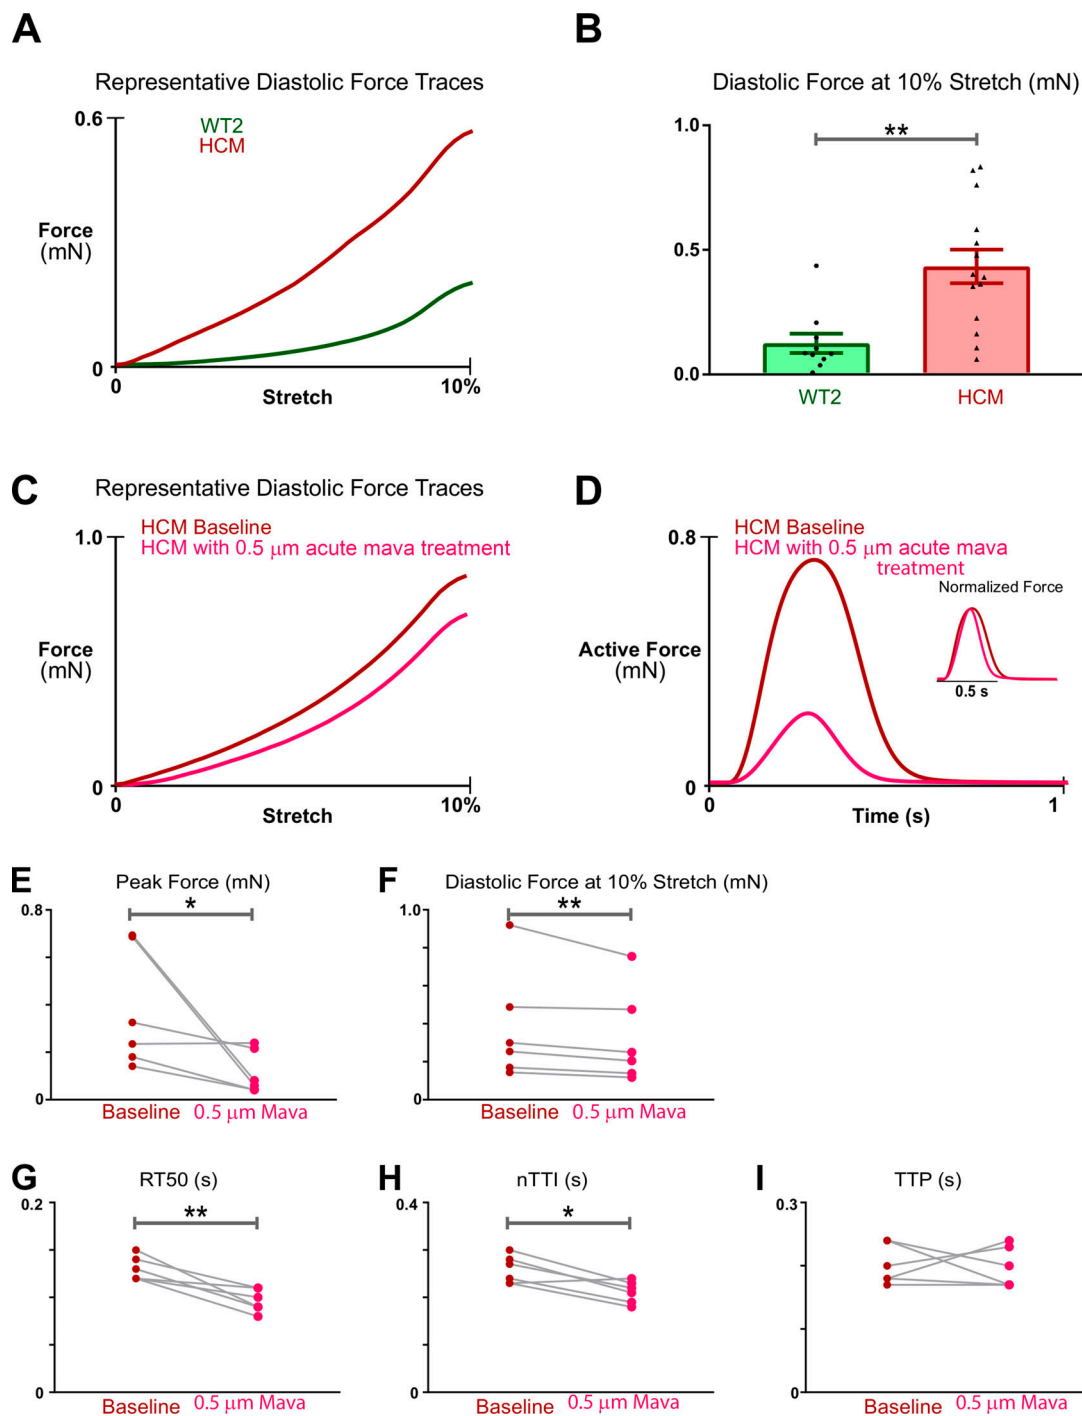 A
Representative Diastolic Force Traces
0.6
WT2
HCM
Force
(mN)
0
0
10%
Stretch
B
Diastolic Force at 10% Stretch (mN)
1.0
**
0.5
0.0
WT2
HCM
C
Representative Diastolic Force Traces
1.0
HCM Baseline
HCM with 0.5 μm acute mava treatment
Force
(mN)
0
0
10%
Stretch
D
HCM Baseline
HCM with 0.5 μm acute mava
treatment
0.8
Normalized Force
Active Force
(mN)
0.5 s
0
0
1
Time (s)
E
Peak Force (mN)
0.8
*
0
Baseline
0.5 μm Mava
F
Diastolic Force at 10% Stretch (mN)
1.0
**
0
Baseline
0.5 μm Mava
G
RT50 (s)
0.2
**
0
Baseline
0.5 μm Mava
H
nTTI (s)
0.4
*
0
Baseline
0.5 μm Mava
I
TTP (s)
0.3
0
Baseline
0.5 μm Mava